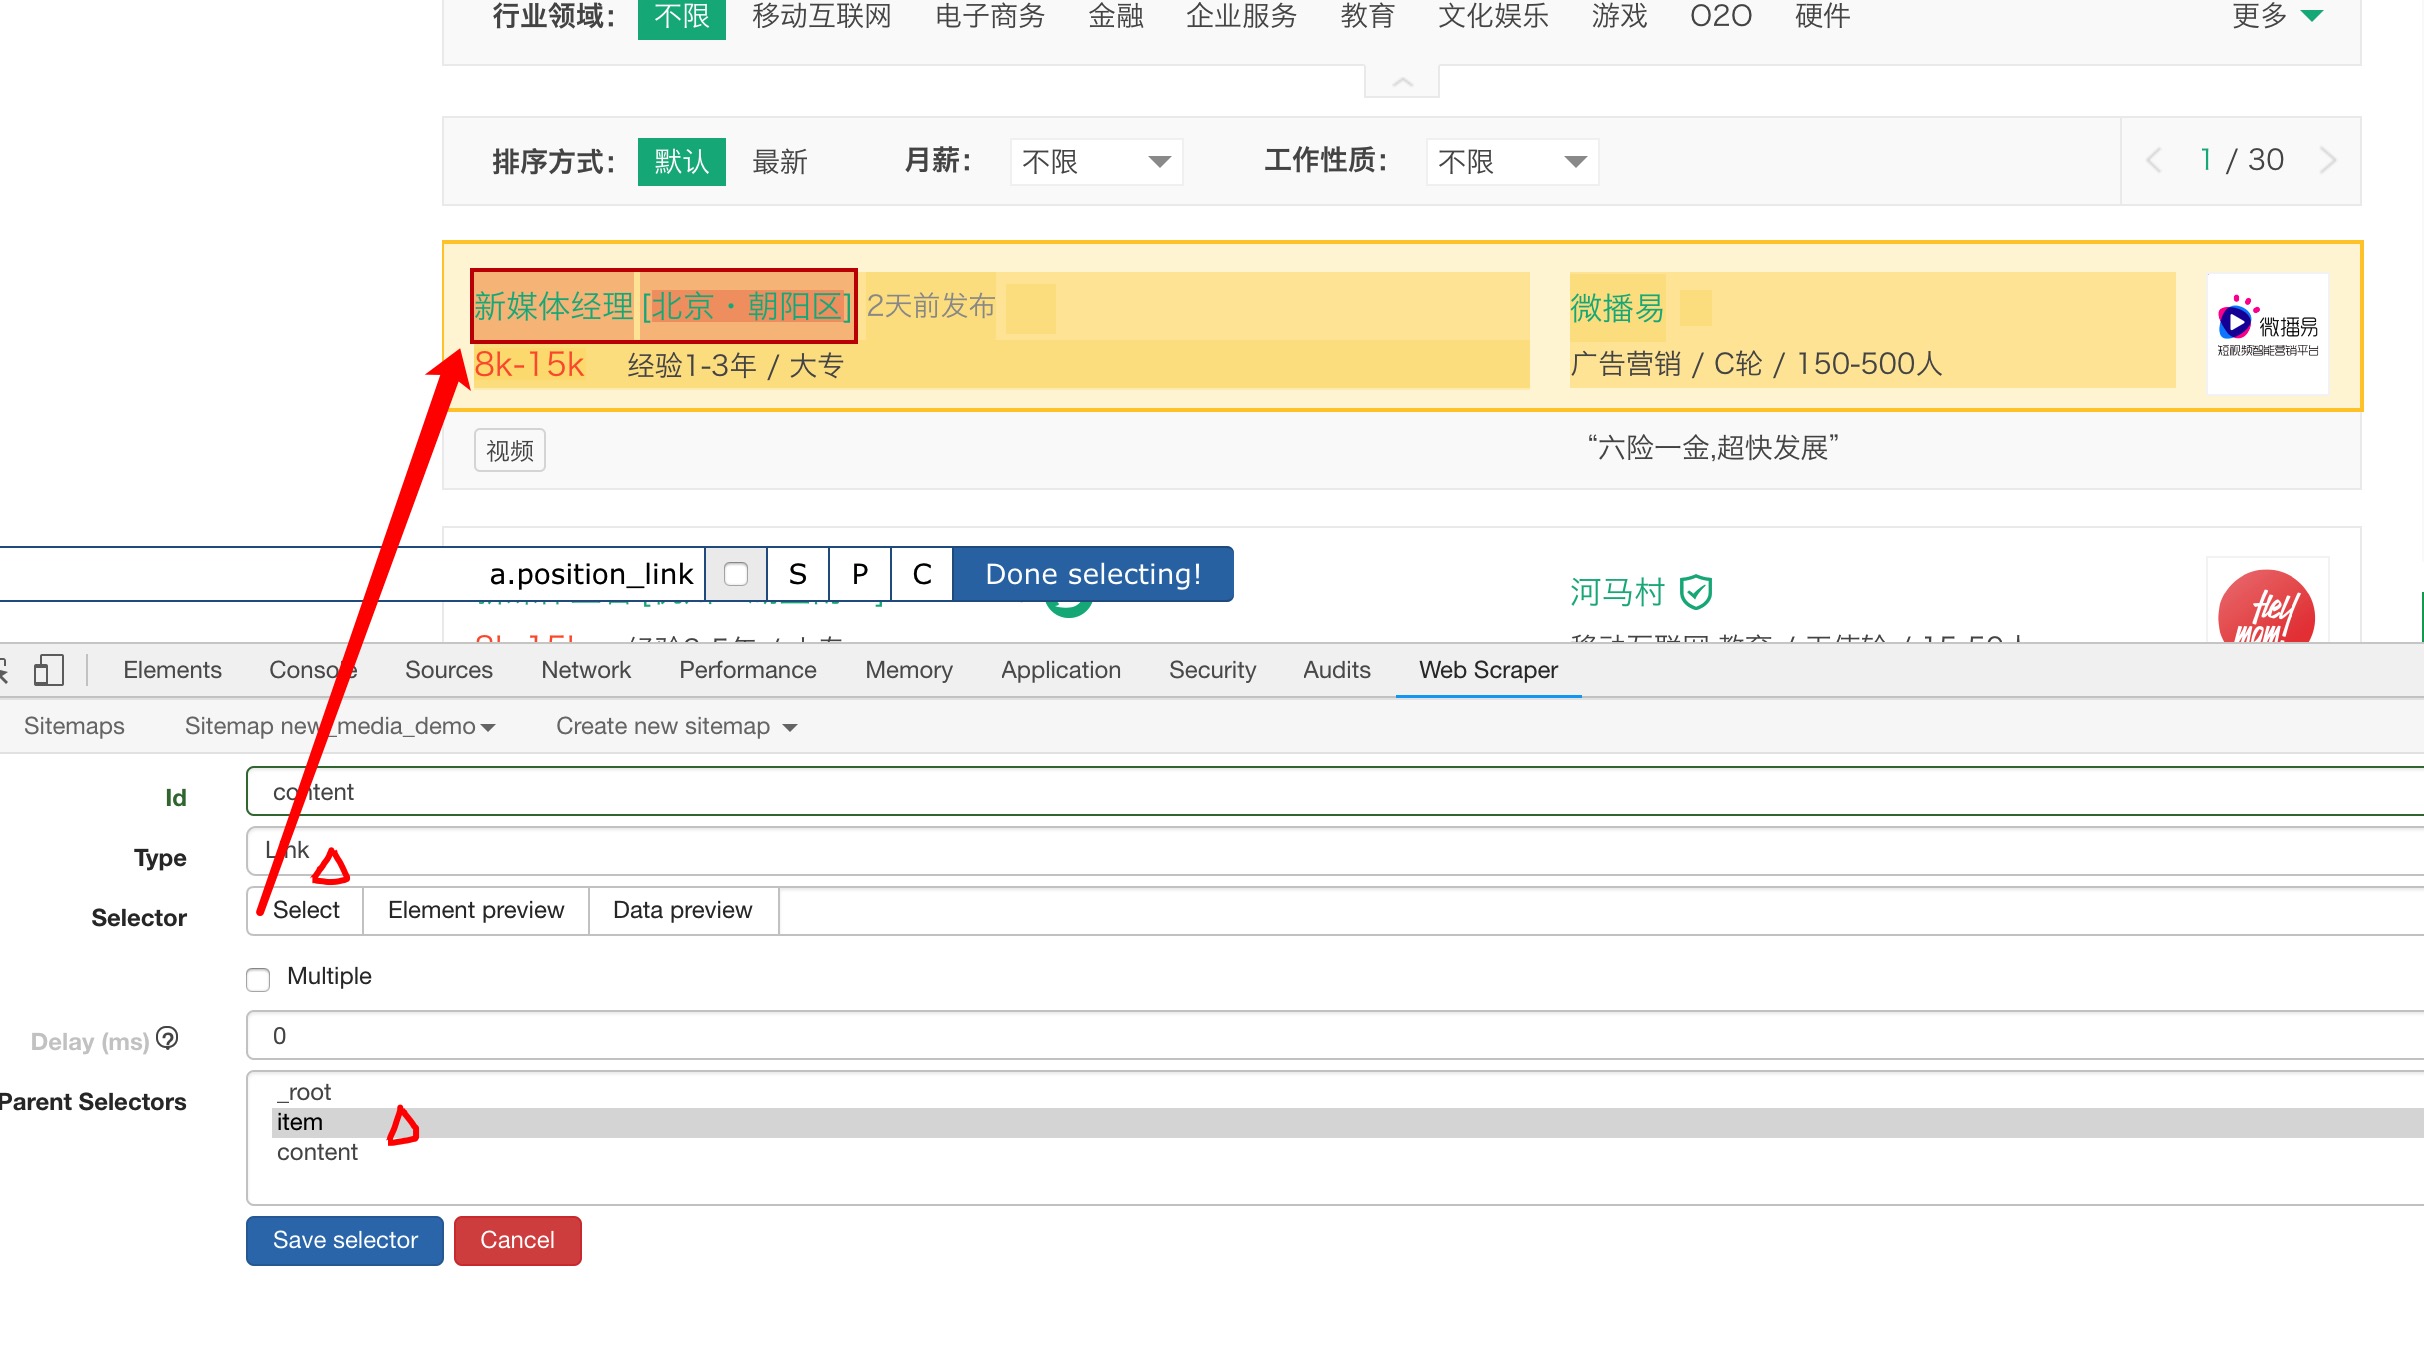 行业领域： 不限 移动互联网 电子商务 金融 企业服务 教育 文化娱乐 游戏 O2O 硬件 更多
排序方式： 默认 最新 月薪： 不限 工作性质： 不限 1 / 30
新媒体经理 [北京·朝阳区] 2天前发布 微播易
8k-15k 经验1-3年 / 大专 广告营销 / C轮 / 150-500人
微播易
短视频智能营销平台
视频 “六险一金,超快发展”
a.position_link S P C Done selecting!
河马村
Hey mom!
Elements Console Sources Network Performance Memory Application Security Audits Web Scraper
Sitemaps Sitemap new_media_demo Create new sitemap
Id content
Type Link
Selector Select Element preview Data preview
Multiple
Delay (ms) 0
Parent Selectors _root
item
content
Save selector Cancel